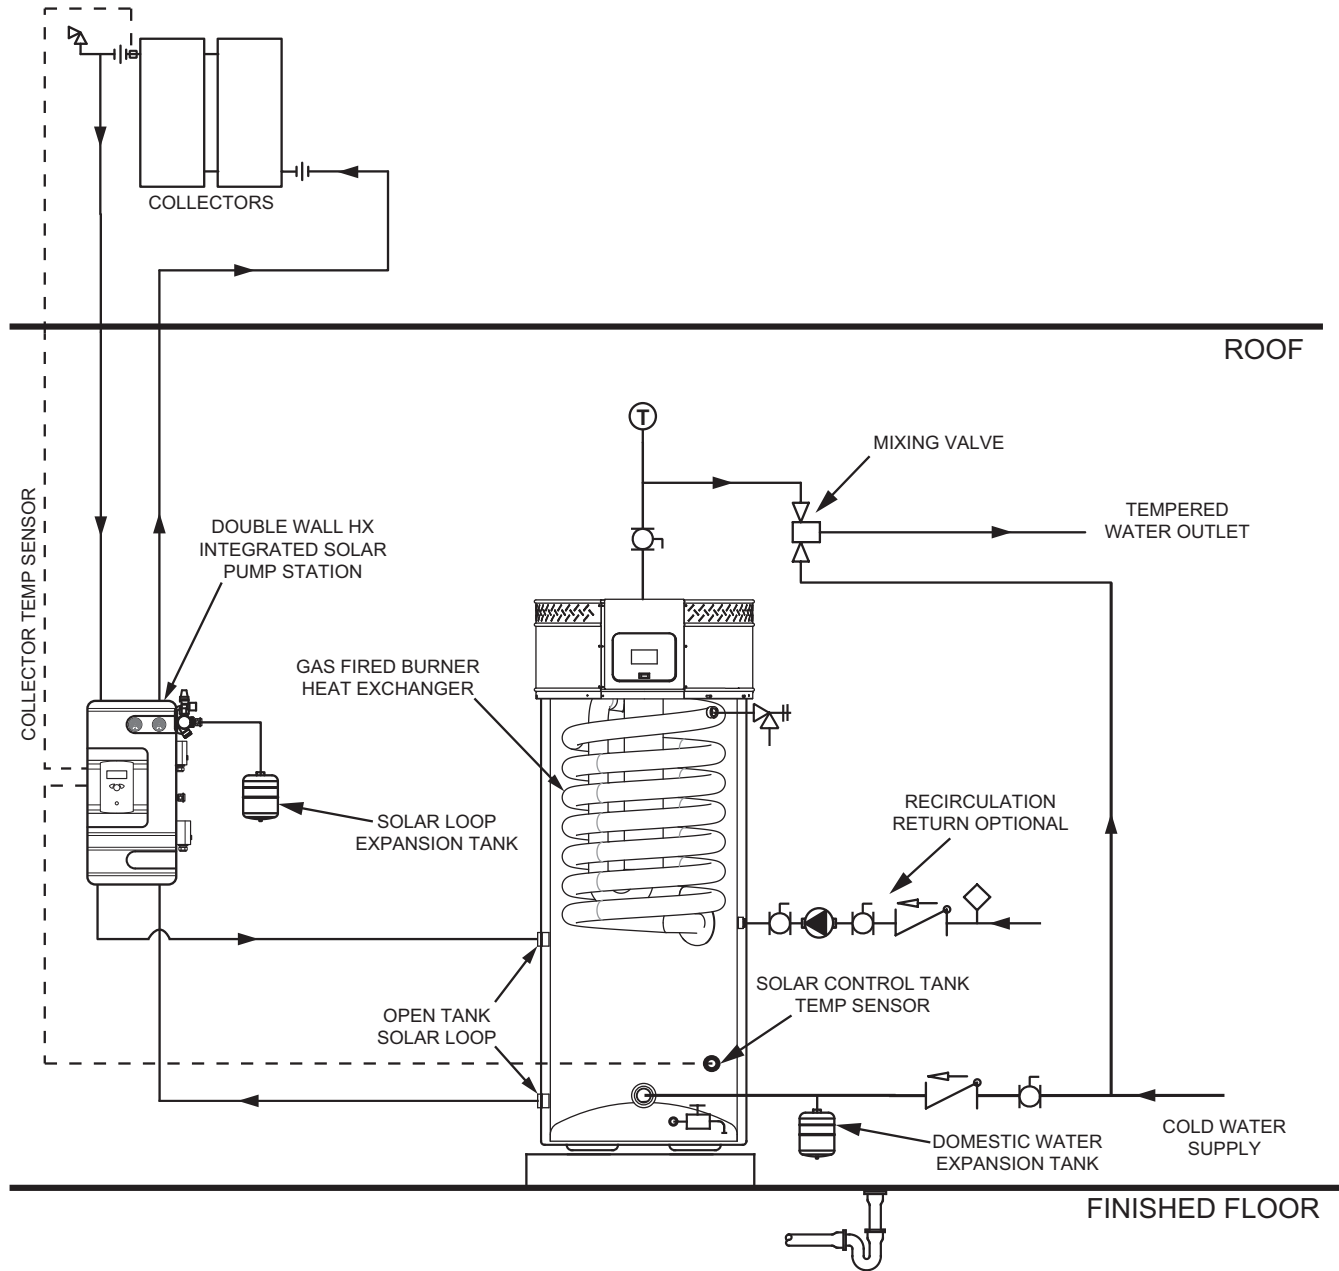 COLLECTORS
ROOF
T
MIXING VALVE
TEMPERED
WATER OUTLET
COLLECTOR TEMP SENSOR
DOUBLE WALL HX
INTEGRATED SOLAR
PUMP STATION
GAS FIRED BURNER
HEAT EXCHANGER
SOLAR LOOP
EXPANSION TANK
RECIRCULATION
RETURN OPTIONAL
SOLAR CONTROL TANK
TEMP SENSOR
OPEN TANK
SOLAR LOOP
COLD WATER
SUPPLY
DOMESTIC WATER
EXPANSION TANK
FINISHED FLOOR